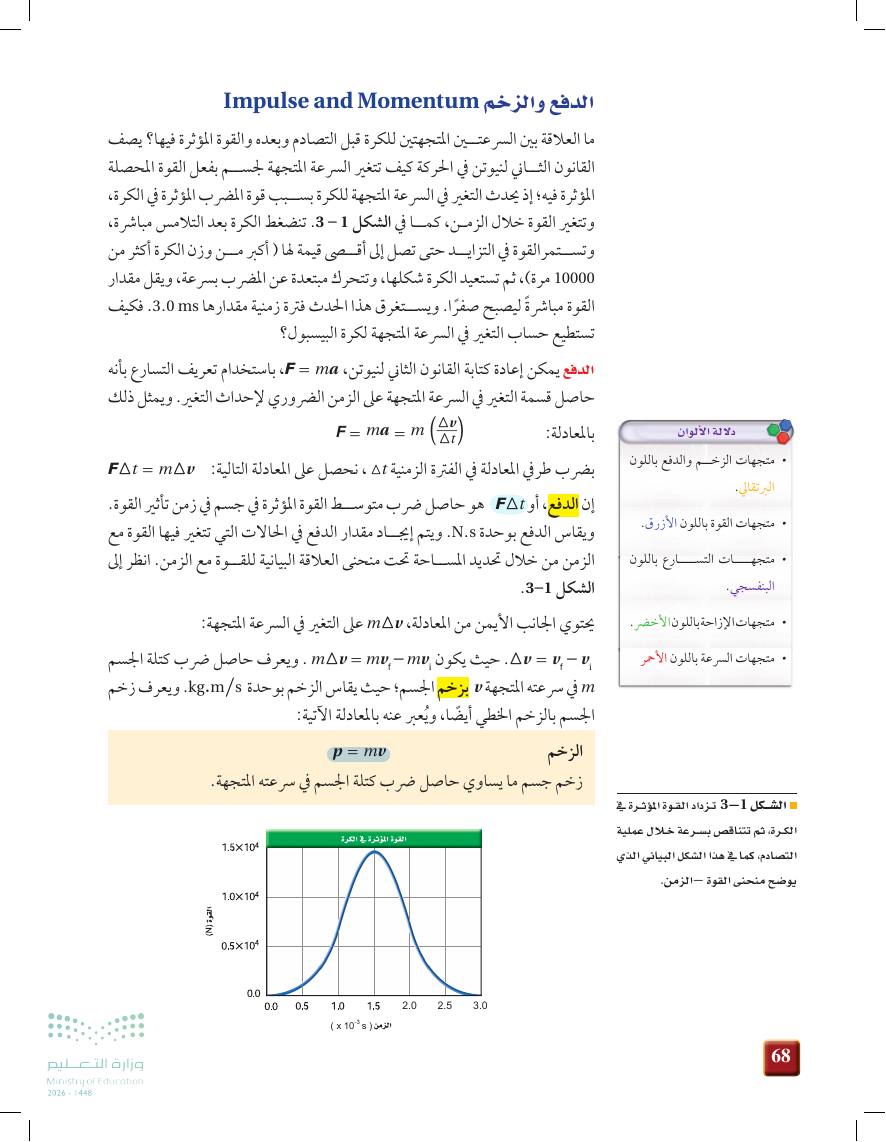 الدفع والزخم Impulse and Momentum
ما العلاقة بين السرعتين المتجهتين للكرة قبل التصادم وبعده والقوة المؤثرة فيها؟ يصف
القانون الثاني لنيوتن في الحركة كيف تتغير السرعة المتجهة لجسم بفعل القوة المحصلة
المؤثرة فيه؛ إذ يحدث التغير في السرعة المتجهة للكرة بسبب قوة المضرب المؤثرة في الكرة،
وتتغير القوة خلال الزمن، كما في الشكل 1 – 3. تنضغط الكرة بعد التلامس مباشرة،
وتستمر القوة في التزايد حتى تصل إلى أقصى قيمة لها ( أكبر من وزن الكرة أكثر من
10000 مرة)، ثم تستعيد الكرة شكلها، وتتحرك مبتعدة عن المضرب بسرعة، ويقل مقدار
القوة مباشرةً ليصبح صفرًا. ويستغرق هذا الحدث فترة زمنية مقدارها 3.0 ms. فكيف
تستطيع حساب التغير في السرعة المتجهة لكرة البيسبول؟
الدفع يمكن إعادة كتابة القانون الثاني لنيوتن، F = ma، باستخدام تعريف التسارع بأنه
حاصل قسمة التغير في السرعة المتجهة على الزمن الضروري لإحداث التغير. ويمثل ذلك
بالمعادلة: F = ma = m (Δv/Δt)
بضرب طرفي المعادلة في الفترة الزمنية Δt ، نحصل على المعادلة التالية: FΔt = mΔv
إن الدفع، أو FΔt هو حاصل ضرب متوسط القوة المؤثرة في جسم في زمن تأثير القوة.
ويقاس الدفع بوحدة N.s. ويتم إيجاد مقدار الدفع في الحالات التي تتغير فيها القوة مع
الزمن من خلال تحديد المساحة تحت منحنى العلاقة البيانية للقوة مع الزمن. انظر إلى
الشكل 1–3.
يحتوي الجانب الأيمن من المعادلة، mΔv على التغير في السرعة المتجهة:
Δv = vf – vi. حيث يكون mΔv = mvf – mvi . ويعرف حاصل ضرب كتلة الجسم
m في سرعته المتجهة v بزخم الجسم؛ حيث يقاس الزخم بوحدة kg.m/s. ويعرف زخم
الجسم بالزخم الخطي أيضًا، ويُعبر عنه بالمعادلة الآتية:
الزخم p = mv
زخم جسم ما يساوي حاصل ضرب كتلة الجسم في سرعته المتجهة.
دلالة الألوان
• متجهات الزخم والدفع باللون
البرتقالي.
• متجهات القوة باللون الأزرق.
• متجهات التسارع باللون
البنفسجي.
• متجهات الإزاحة باللون الأخضر.
• متجهات السرعة باللون الأحمر
الشكل 1–3 تزداد القوة المؤثرة في
الكرة، ثم تتناقص بسرعة خلال عملية
التصادم، كما في هذا الشكل البياني الذي
يوضح منحنى القوة – الزمن.
القوة المؤثرة في الكرة
1.5×10⁴
1.0×10⁴
0.5×10⁴
0.0
القوة (N)
0.0 0.5 1.0 1.5 2.0 2.5 3.0
الزمن ( x 10⁻³ s )
وزارة التعليم
Ministry of Education
2026 - 1448
68